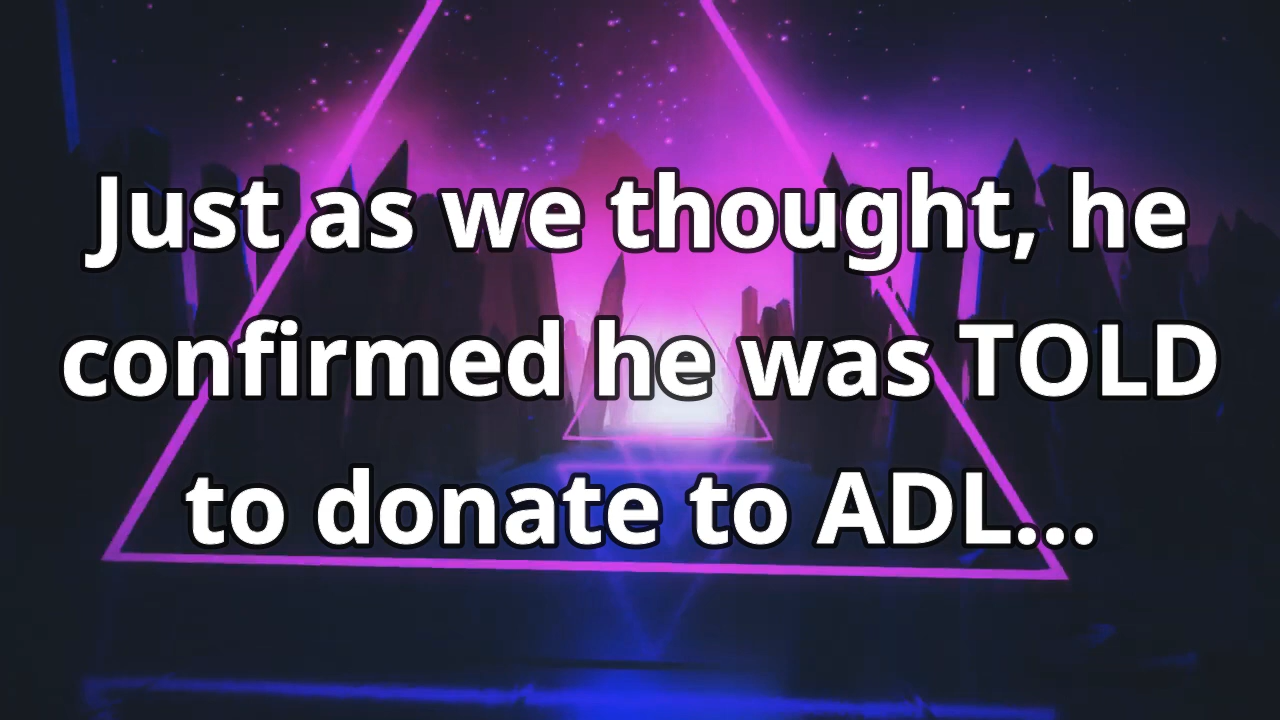 Just as we thought, he
confirmed he was TOLD
to donate to ADL...